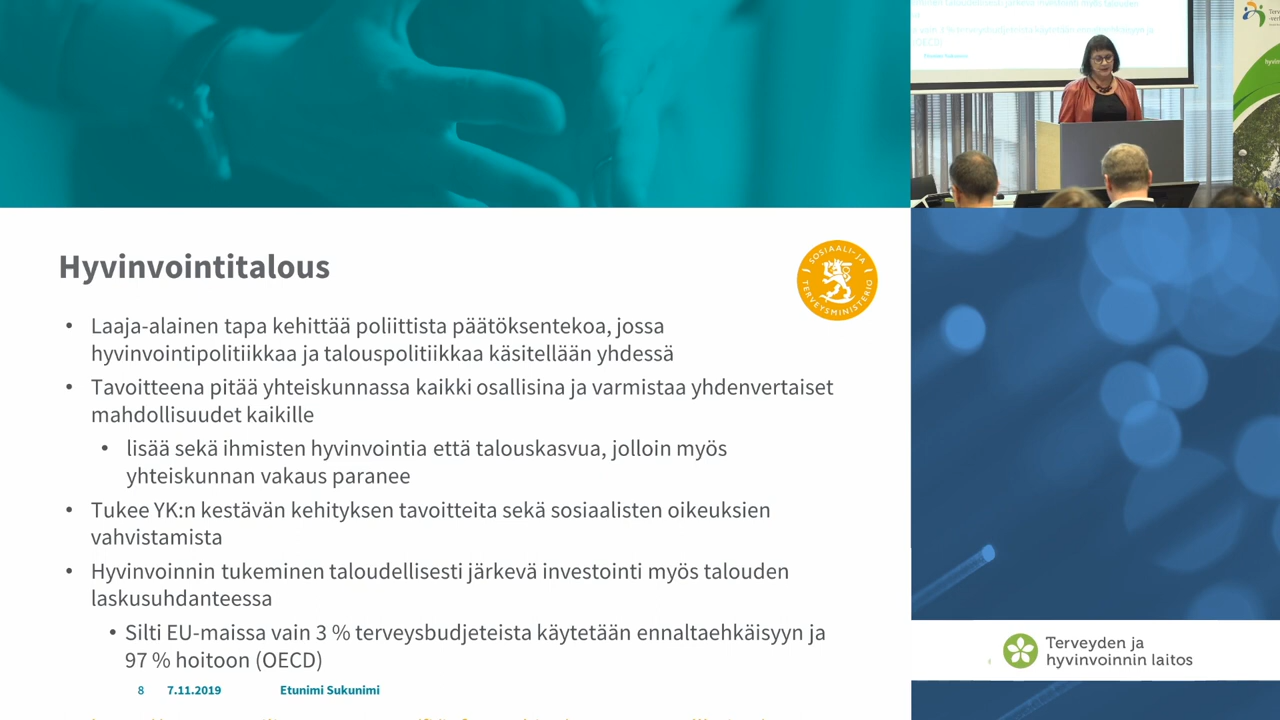 Hyvinvointitalous
SOSIAALI- JA
TERVEYSMINISTERIÖ
• Laaja-alainen tapa kehittää poliittista päätöksentekoa, jossa
hyvinvointipolitiikkaa ja talouspolitiikkaa käsitellään yhdessä
• Tavoitteena pitää yhteiskunnassa kaikki osallisina ja varmistaa yhdenvertaiset
mahdollisuudet kaikille
• lisää sekä ihmisten hyvinvointia että talouskasvua, jolloin myös
yhteiskunnan vakaus paranee
• Tukee YK:n kestävän kehityksen tavoitteita sekä sosiaalisten oikeuksien
vahvistamista
• Hyvinvoinnin tukeminen taloudellisesti järkevä investointi myös talouden
laskusuhdanteessa
• Silti EU-maissa vain 3 % terveysbudjeteista käytetään ennaltaehkäisyyn ja
97 % hoitoon (OECD)
8 7.11.2019 Etunimi Sukunimi
Terveyden ja
hyvinvoinnin laitos